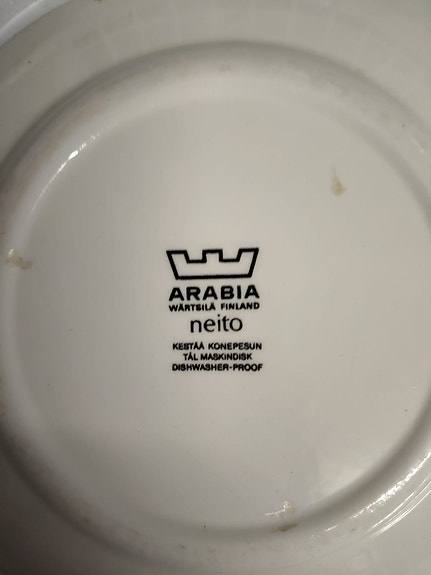 ARABIA
WÄRTSILÄ FINLAND
neito
KESTÄÄ KONEPESUN
TÅL MASKINDISK
DISHWASHER-PROOF